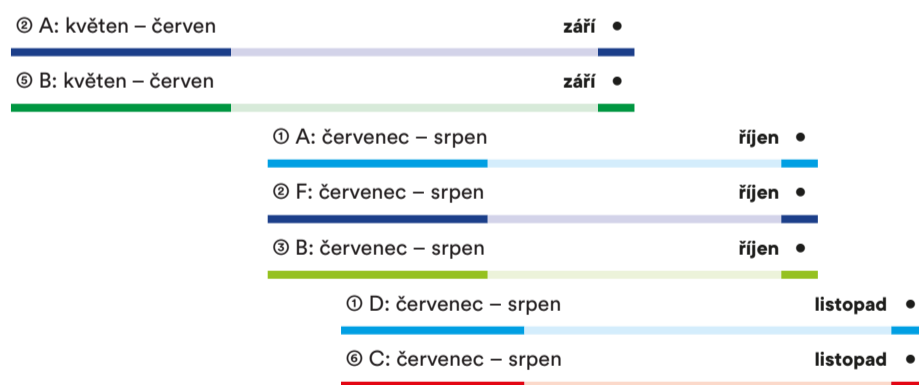 ② A: květen – červen září •
⑤ B: květen – červen září •
① A: červenec – srpen říjen •
② F: červenec – srpen říjen •
③ B: červenec – srpen říjen •
① D: červenec – srpen listopad •
⑥ C: červenec – srpen listopad •